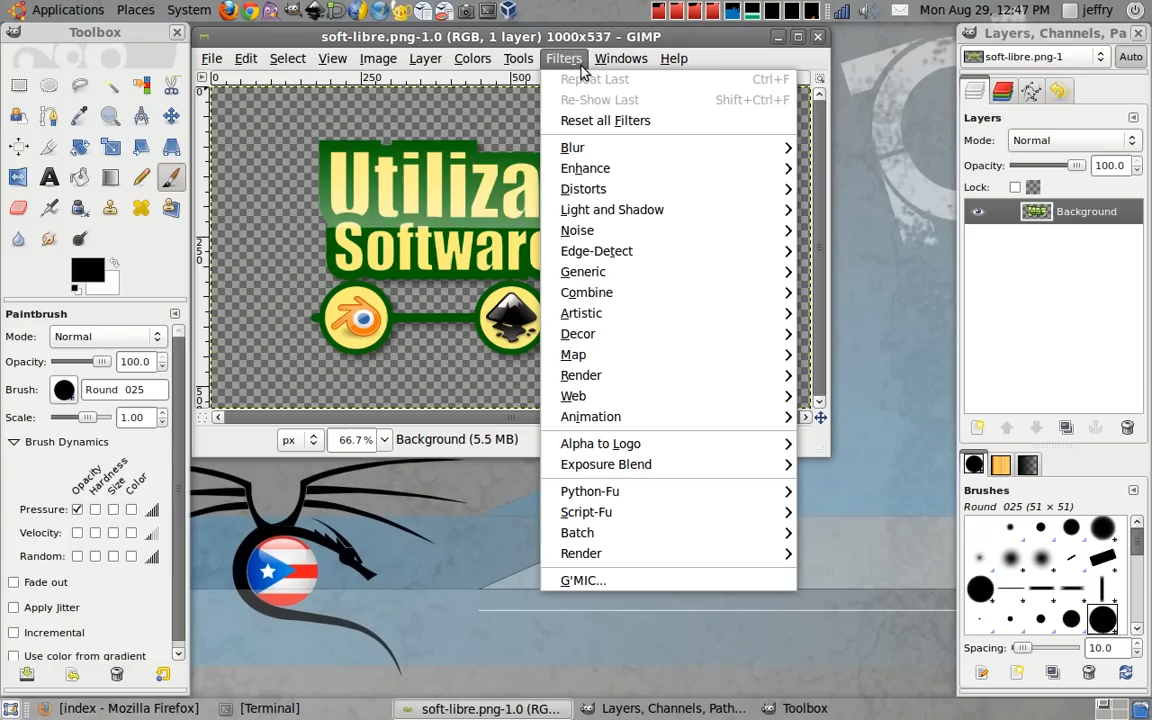 Applications Places System
Mon Aug 29, 12:47 PM jeffry
Toolbox
soft-libre.png-1.0 (RGB, 1 layer) 1000x537 – GIMP
Layers, Channels, Pa
File Edit Select View Image Layer Colors Tools Filters Windows Help
soft-libre.png-1
Auto
0 250 500
Repeat Last Ctrl+F
Re-Show Last Shift+Ctrl+F
Reset all Filters
Blur
Enhance
Distorts
Light and Shadow
Noise
Edge-Detect
Generic
Combine
Artistic
Decor
Map
Render
Web
Animation
Alpha to Logo
Exposure Blend
Python-Fu
Script-Fu
Batch
Render
G'MIC...
Utiliza
Software
px 66.7% Background (5.5 MB)
Layers
Mode: Normal
Opacity: 100.0
Lock:
Background
Brushes
Round 025 (51 × 51)
Spacing: 10.0
Paintbrush
Mode: Normal
Opacity: 100.0
Brush: Round 025
Scale: 1.00
Brush Dynamics
Opacity Hardness Size Color
Pressure:
Velocity:
Random:
Fade out
Apply Jitter
Incremental
Use color from gradient
[index - Mozilla Firefox] [Terminal] soft-libre.png-1.0 (RG... Layers, Channels, Path... Toolbox